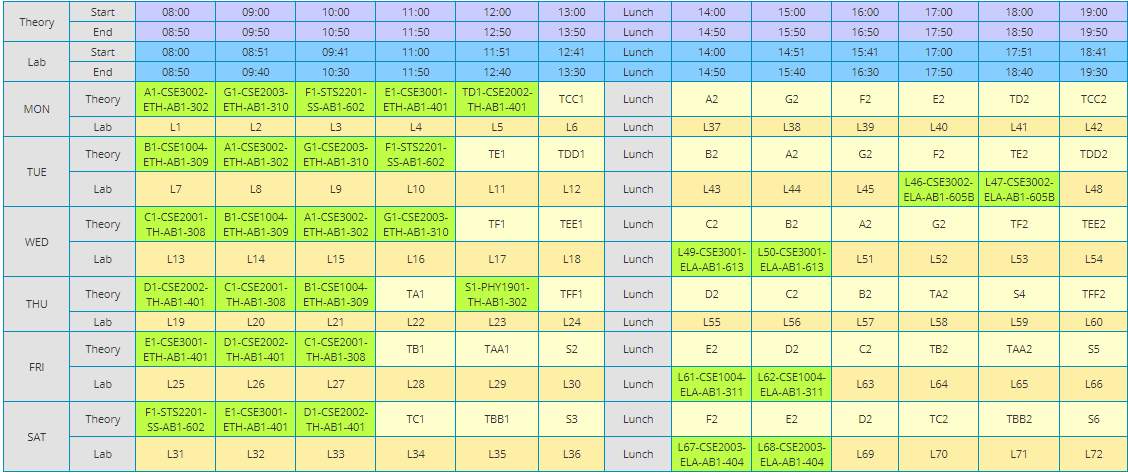 Theory Start 08:00 09:00 10:00 11:00 12:00 13:00 Lunch 14:00 15:00 16:00 17:00 18:00 19:00
End 08:50 09:50 10:50 11:50 12:50 13:50 Lunch 14:50 15:50 16:50 17:50 18:50 19:50
Lab Start 08:00 08:51 09:41 11:00 11:51 12:41 Lunch 14:00 14:51 15:41 17:00 17:51 18:41
End 08:50 09:40 10:30 11:50 12:40 13:30 Lunch 14:50 15:40 16:30 17:50 18:40 19:30
MON Theory A1-CSE3002-ETH-AB1-302 G1-CSE2003-ETH-AB1-310 F1-STS2201-SS-AB1-602 E1-CSE3001-ETH-AB1-401 TD1-CSE2002-TH-AB1-401 TCC1 Lunch A2 G2 F2 E2 TD2 TCC2
Lab L1 L2 L3 L4 L5 L6 Lunch L37 L38 L39 L40 L41 L42
TUE Theory B1-CSE1004-ETH-AB1-309 A1-CSE3002-ETH-AB1-302 G1-CSE2003-ETH-AB1-310 F1-STS2201-SS-AB1-602 TE1 TDD1 Lunch B2 A2 G2 F2 TE2 TDD2
Lab L7 L8 L9 L10 L11 L12 Lunch L43 L44 L45 L46-CSE3002-ELA-AB1-605B L47-CSE3002-ELA-AB1-605B L48
WED Theory C1-CSE2001-TH-AB1-308 B1-CSE1004-ETH-AB1-309 A1-CSE3002-ETH-AB1-302 G1-CSE2003-ETH-AB1-310 TF1 TEE1 Lunch C2 B2 A2 G2 TF2 TEE2
Lab L13 L14 L15 L16 L17 L18 Lunch L49-CSE3001-ELA-AB1-613 L50-CSE3001-ELA-AB1-613 L51 L52 L53 L54
THU Theory D1-CSE2002-TH-AB1-401 C1-CSE2001-TH-AB1-308 B1-CSE1004-ETH-AB1-309 TA1 S1-PHY1901-TH-AB1-302 TFF1 Lunch D2 C2 B2 TA2 S4 TFF2
Lab L19 L20 L21 L22 L23 L24 Lunch L55 L56 L57 L58 L59 L60
FRI Theory E1-CSE3001-ETH-AB1-401 D1-CSE2002-TH-AB1-401 C1-CSE2001-TH-AB1-308 TB1 TAA1 S2 Lunch E2 D2 C2 TB2 TAA2 S5
Lab L25 L26 L27 L28 L29 L30 Lunch L61-CSE1004-ELA-AB1-311 L62-CSE1004-ELA-AB1-311 L63 L64 L65 L66
SAT Theory F1-STS2201-SS-AB1-602 E1-CSE3001-ETH-AB1-401 D1-CSE2002-TH-AB1-401 TC1 TBB1 S3 Lunch F2 E2 D2 TC2 TBB2 S6
Lab L31 L32 L33 L34 L35 L36 Lunch L67-CSE2003-ELA-AB1-404 L68-CSE2003-ELA-AB1-404 L69 L70 L71 L72